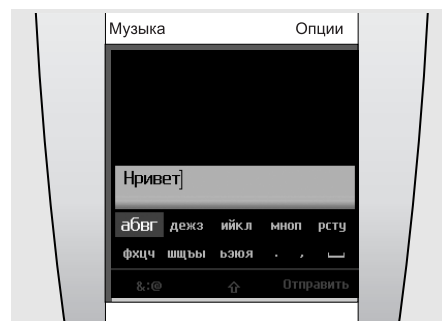 Музыка Опции
Нривет
абвг дежз ийкл мноп рсту
фхцч шщъы ьэюя . , ⎵
&:@ Отправить